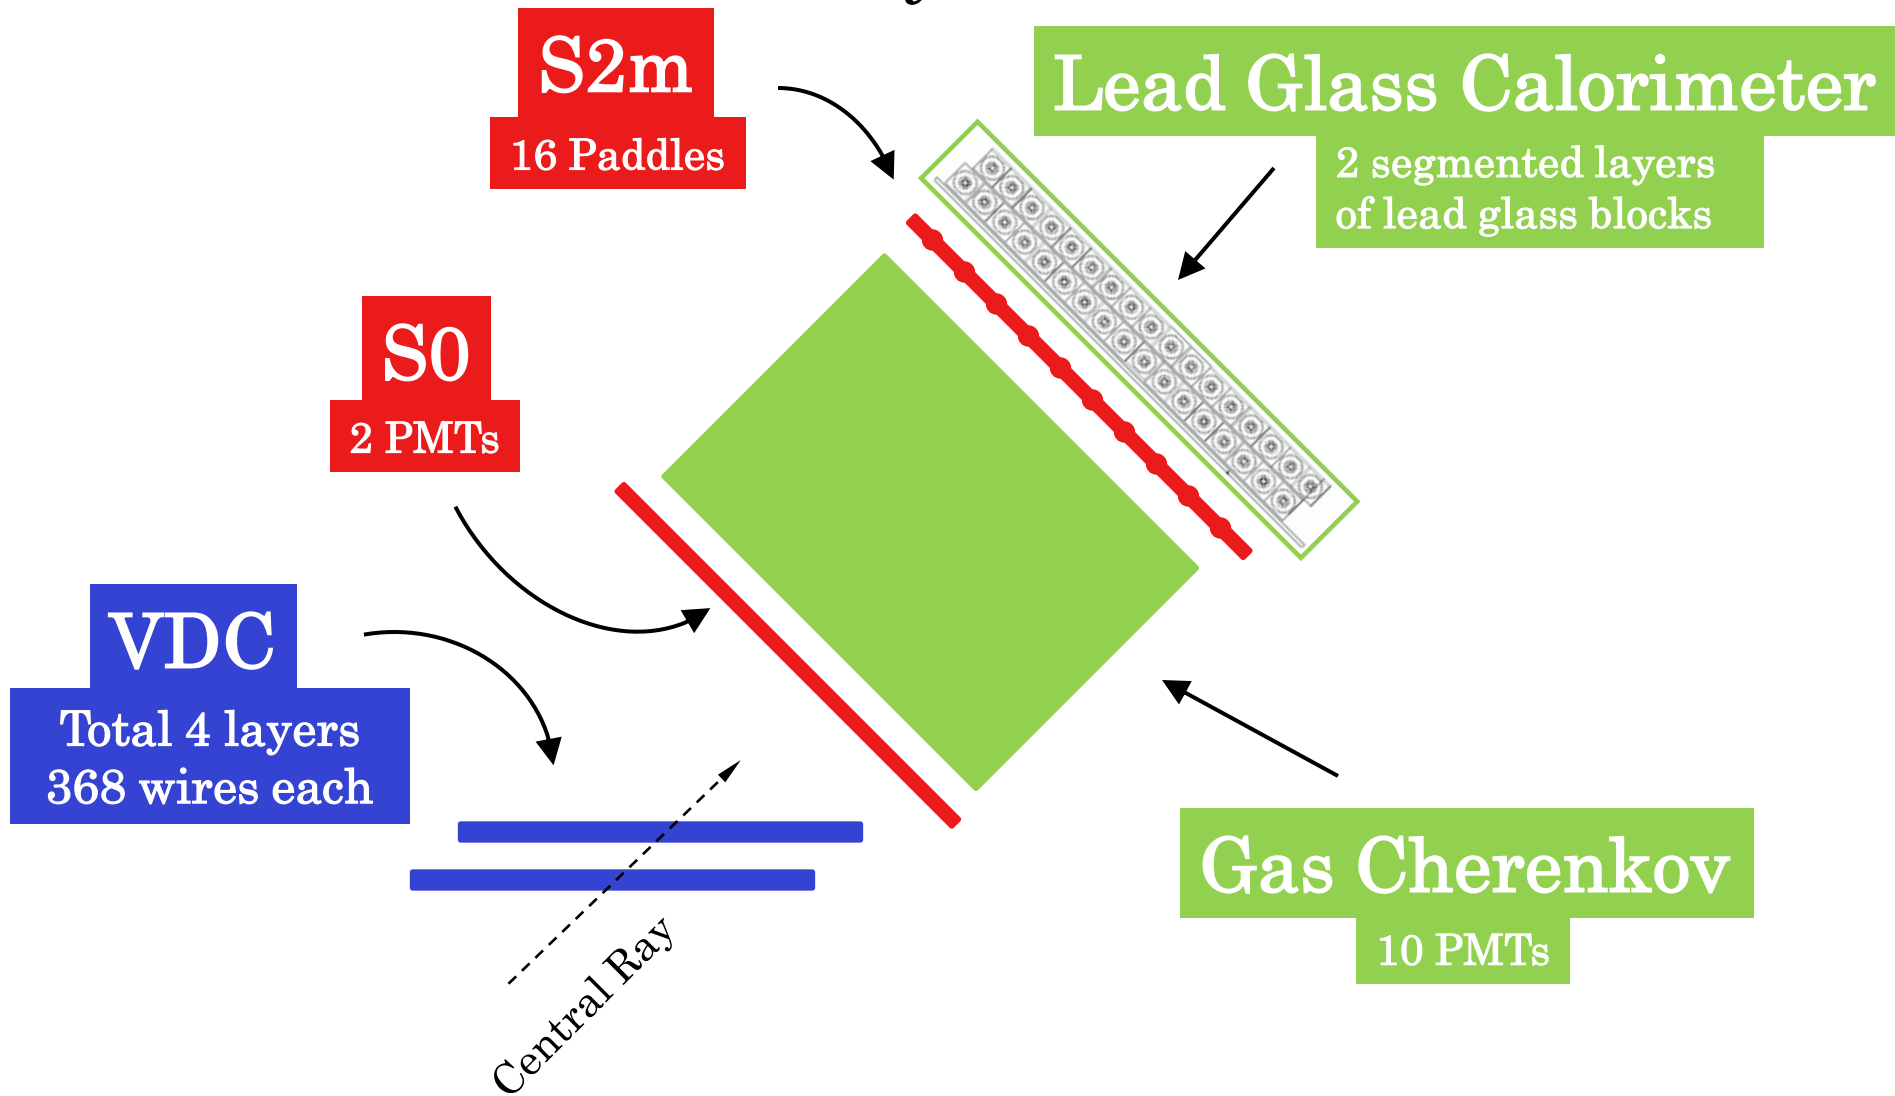 S2m
16 Paddles
Lead Glass Calorimeter
2 segmented layers
of lead glass blocks
S0
2 PMTs
VDC
Total 4 layers
368 wires each
Central Ray
Gas Cherenkov
10 PMTs